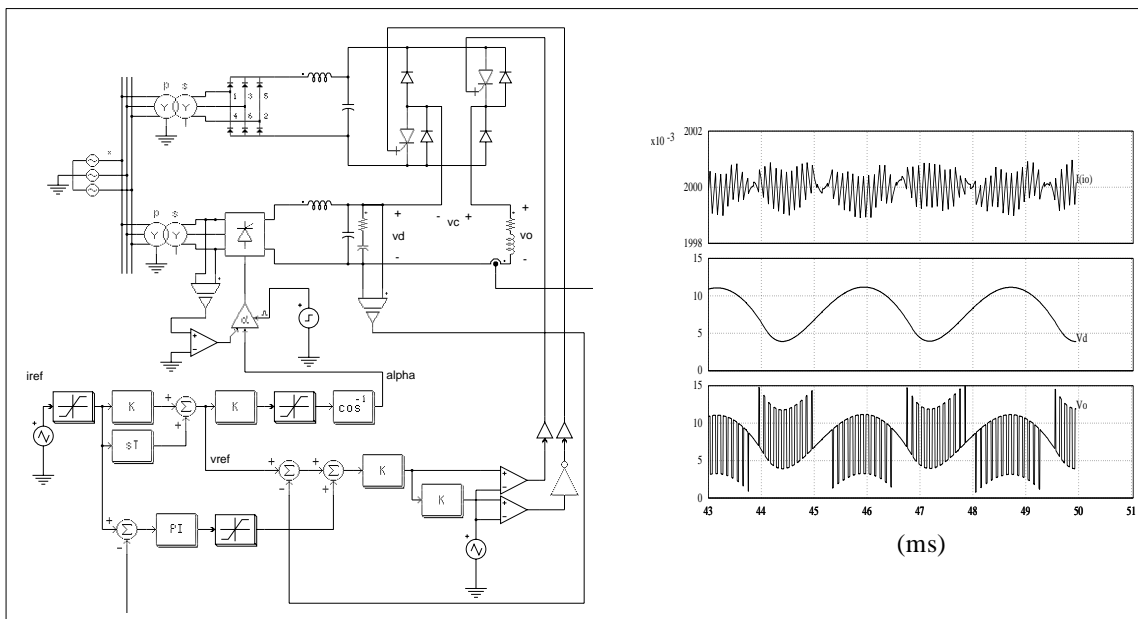 p s
1 3 5
4 6 2
x
p s
+ + +
vd - vc + vo
- -
α
iref
alpha
K
Σ
K
cos⁻¹
sT
vref
Σ
Σ
K
K
Σ
PI
x10 -3
2002
2000
1998
I(io)
15
10
5
0
Vd
15
10
5
0
Vo
43 44 45 46 47 48 49 50 51
(ms)